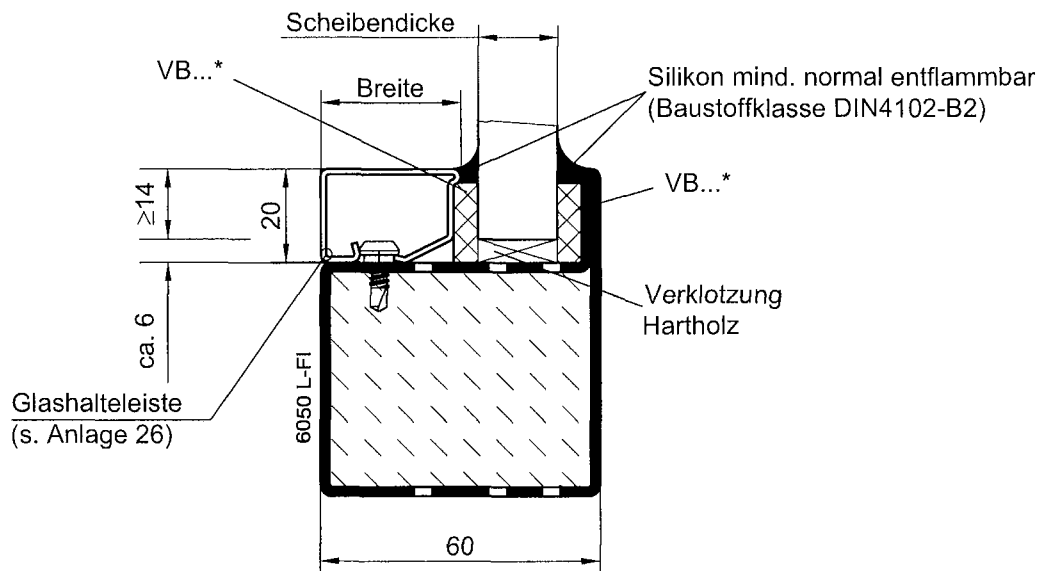 Scheibendicke
VB...*
Breite
Silikon mind. normal entflammbar
(Baustoffklasse DIN4102-B2)
VB...*
≥14
20
ca. 6
Verklotzung
Hartholz
6050 L-FI
Glashalteleiste
(s. Anlage 26)
60